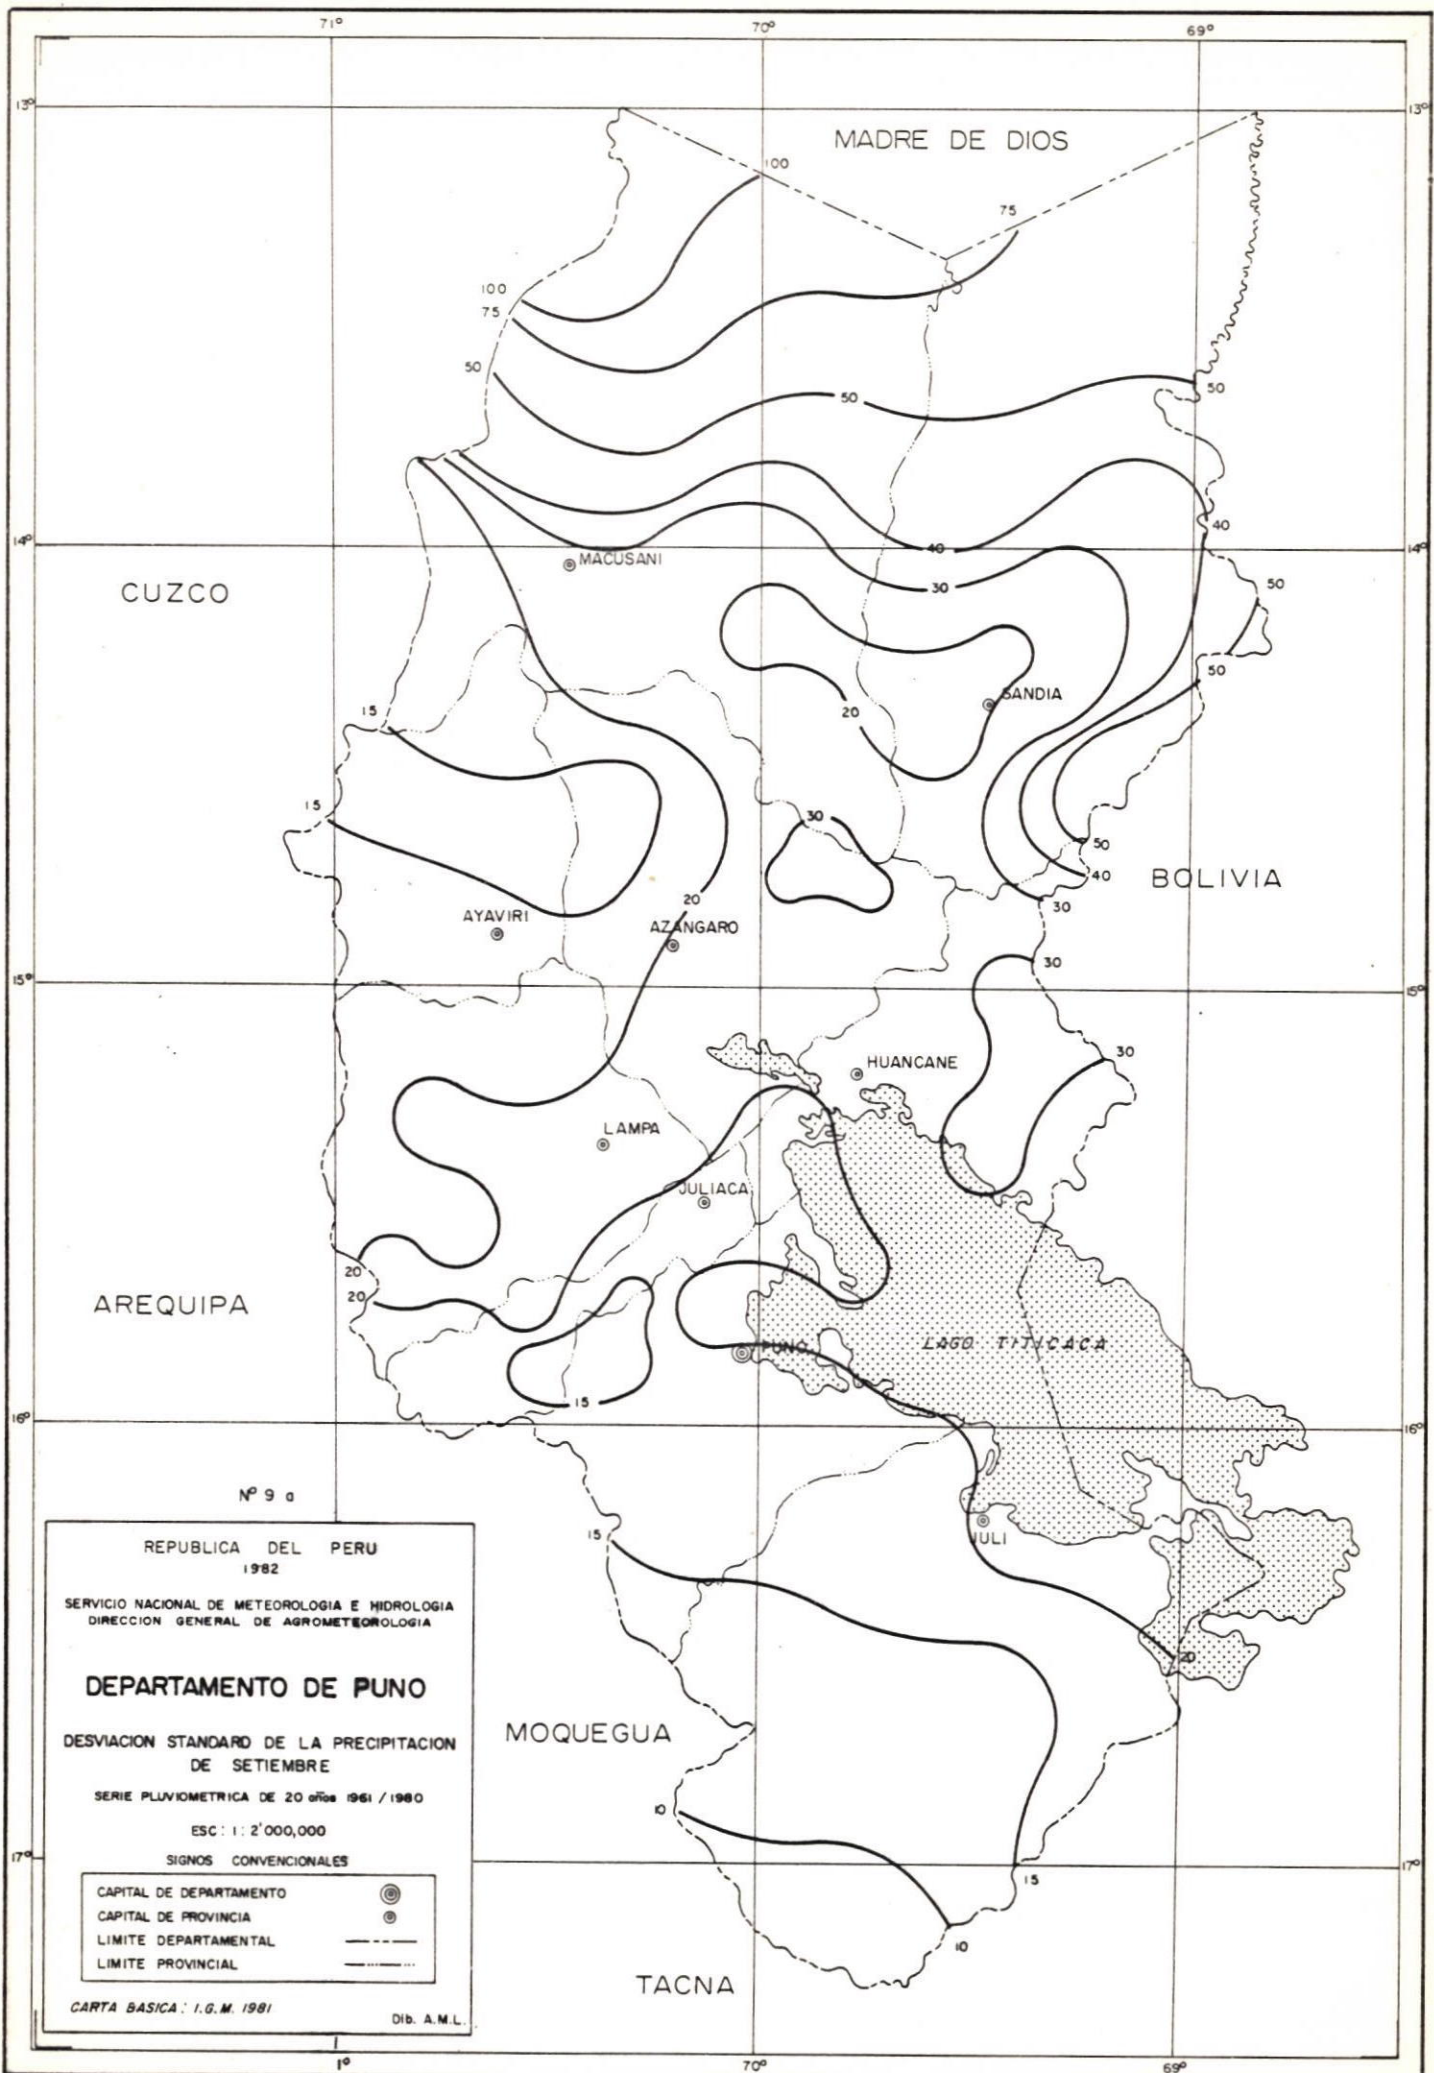 71°
70°
69°
13°
13°
MADRE DE DIOS
100
75
100
75
50
50
50
40
40
14°
14°
MACUSANI
30
CUZCO
50
50
SANDIA
20
15
15
30
50
40
BOLIVIA
30
20
AYAVIRI
AZANGARO
30
15°
15°
HUANCANE
30
LAMPA
JULIACA
20
20
AREQUIPA
LAGO TITICACA
PUNO
15
16°
16°
JULI
15
20
MOQUEGUA
10
17°
17°
15
10
TACNA
Nº 9 a
REPUBLICA DEL PERU
1982
SERVICIO NACIONAL DE METEOROLOGIA E HIDROLOGIA
DIRECCION GENERAL DE AGROMETEOROLOGIA
DEPARTAMENTO DE PUNO
DESVIACION STANDARD DE LA PRECIPITACION
DE SETIEMBRE
SERIE PLUVIOMETRICA DE 20 años 1961 / 1980
ESC : 1 : 2'000,000
SIGNOS CONVENCIONALES
CAPITAL DE DEPARTAMENTO
CAPITAL DE PROVINCIA
LIMITE DEPARTAMENTAL
LIMITE PROVINCIAL
CARTA BASICA : I.G.M. 1981
Dib. A.M.L.
1°
70°
69°